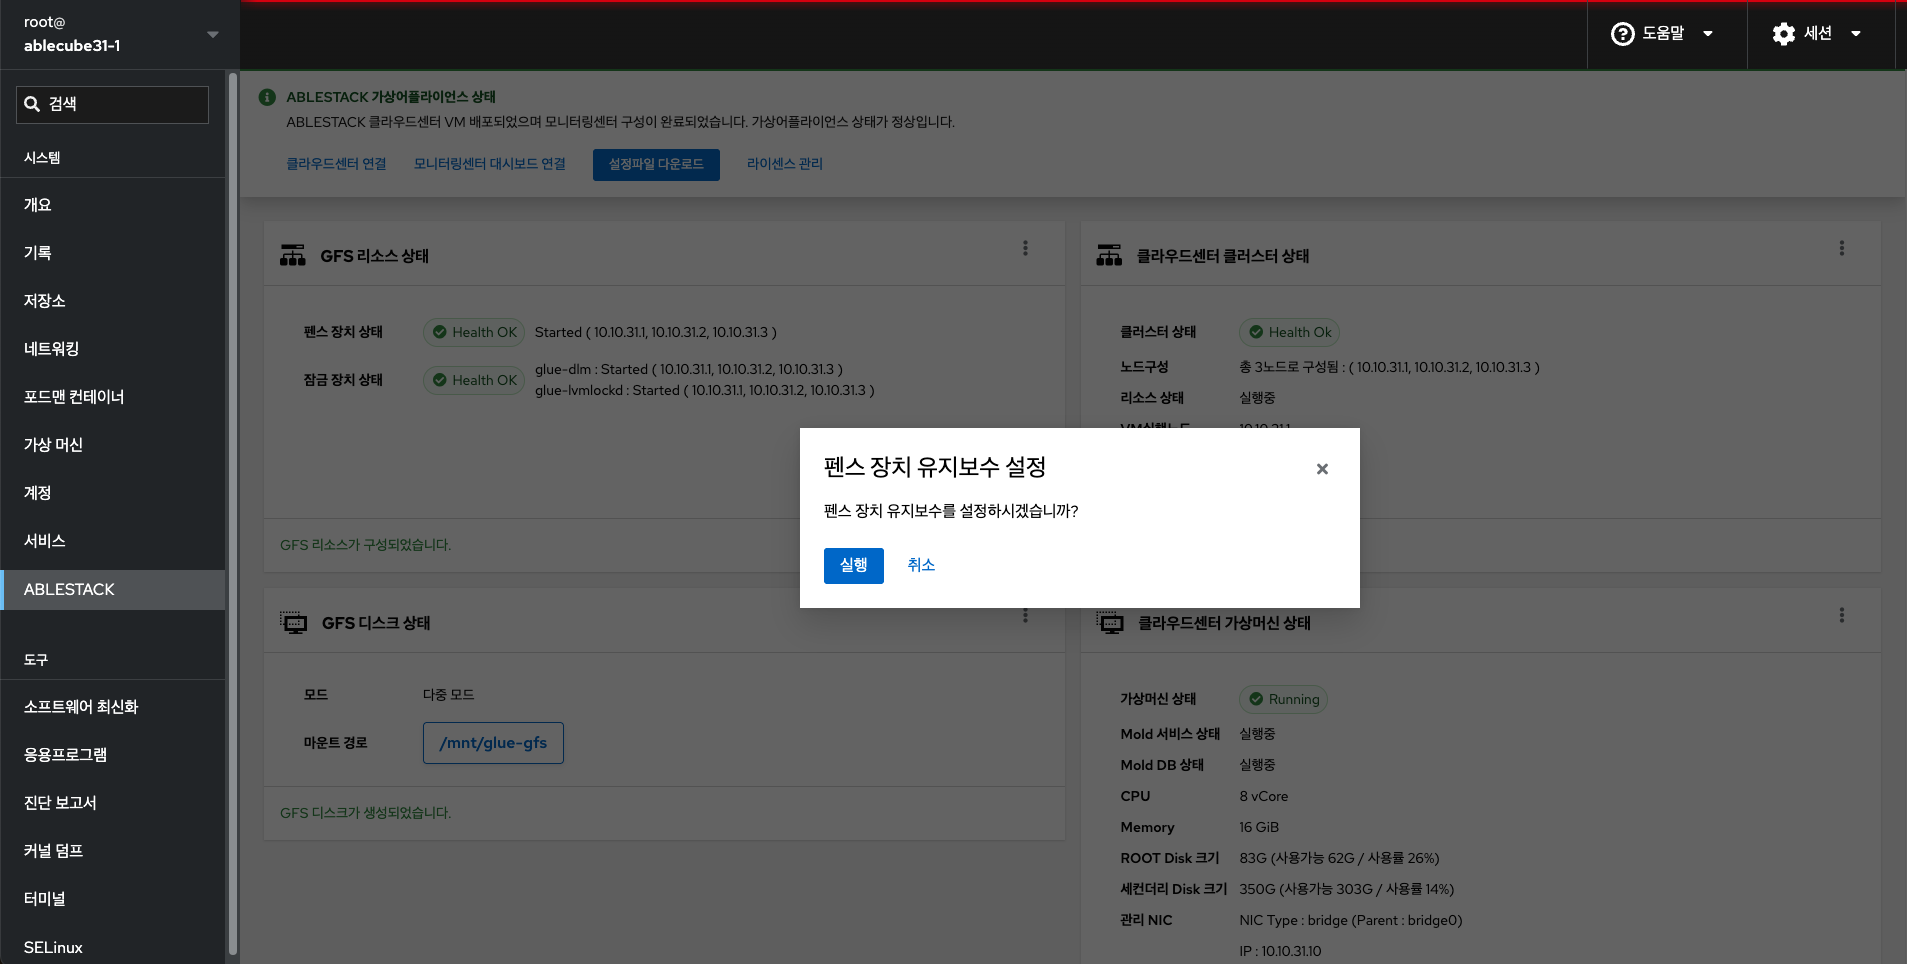 root@
ablecube31-1
도움말
세션
검색
시스템
개요
기록
저장소
네트워킹
포드맨 컨테이너
가상 머신
계정
서비스
ABLESTACK
도구
소프트웨어 최신화
응용프로그램
진단 보고서
커널 덤프
터미널
SELinux
ABLESTACK 가상어플라이언스 상태
ABLESTACK 클라우드센터 VM 배포되었으며 모니터링센터 구성이 완료되었습니다. 가상어플라이언스 상태가 정상입니다.
클라우드센터 연결 모니터링센터 대시보드 연결 설정파일 다운로드 라이센스 관리
GFS 리소스 상태
펜스 장치 상태 Health OK Started ( 10.10.31.1, 10.10.31.2, 10.10.31.3 )
잠금 장치 상태 Health OK glue-dlm : Started ( 10.10.31.1, 10.10.31.2, 10.10.31.3 )
glue-lvmlockd : Started ( 10.10.31.1, 10.10.31.2, 10.10.31.3 )
GFS 리소스가 구성되었습니다.
클라우드센터 클러스터 상태
클러스터 상태 Health Ok
노드구성 총 3노드로 구성됨 : ( 10.10.31.1, 10.10.31.2, 10.10.31.3 )
리소스 상태 실행중
VM실행노드 10.10.31.1
펜스 장치 유지보수 설정
펜스 장치 유지보수를 설정하시겠습니까?
실행 취소
GFS 디스크 상태
모드 다중 모드
마운트 경로 /mnt/glue-gfs
GFS 디스크가 생성되었습니다.
클라우드센터 가상머신 상태
가상머신 상태 Running
Mold 서비스 상태 실행중
Mold DB 상태 실행중
CPU 8 vCore
Memory 16 GiB
ROOT Disk 크기 83G (사용가능 62G / 사용률 26%)
세컨더리 Disk 크기 350G (사용가능 303G / 사용률 14%)
관리 NIC NIC Type : bridge (Parent : bridge0)
IP : 10.10.31.10